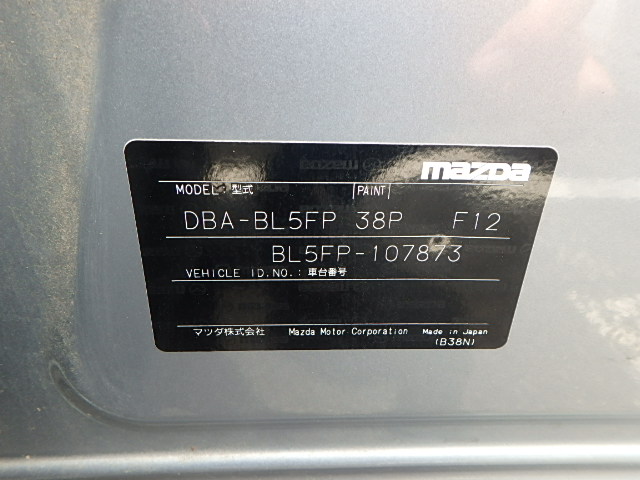 mazda
MODEL 型式 PAINT
DBA-BL5FP 38P F12
BL5FP-107873
VEHICLE ID.NO.: 車台番号
マツダ株式会社 Mazda Motor Corporation Made in Japan
(B38N)